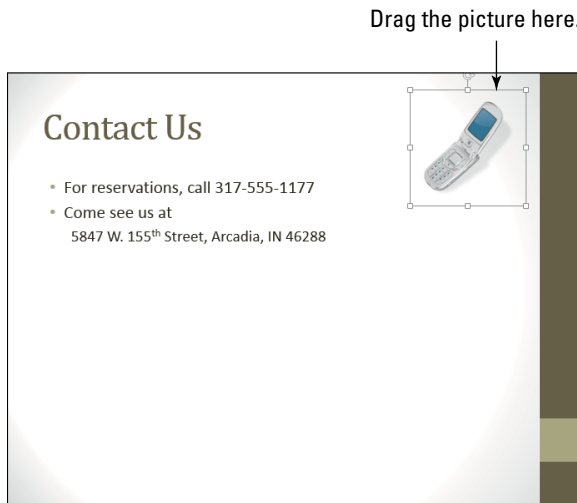 Drag the picture here.
Contact Us
• For reservations, call 317-555-1177
• Come see us at
5847 W. 155th Street, Arcadia, IN 46288